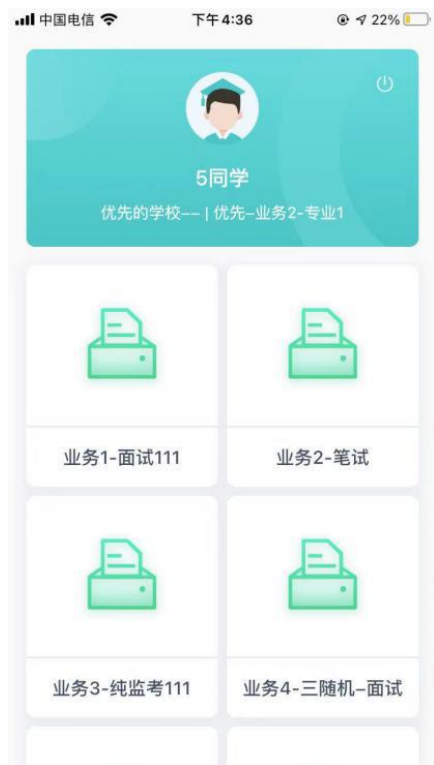 中国电信 下午4:36 22%
5同学
优先的学校—— | 优先–业务2-专业1
业务1-面试111 业务2-笔试
业务3-纯监考111 业务4-三随机–面试